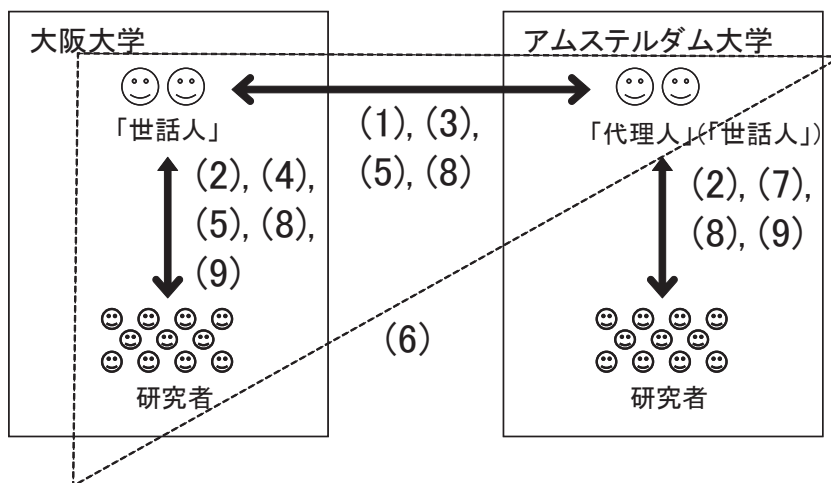 大阪大学
アムステルダム大学
「世話人」
「代理人」(「世話人」)
(1), (3),
(5), (8)
(2), (4),
(5), (8),
(9)
(2), (7),
(8), (9)
(6)
研究者
研究者